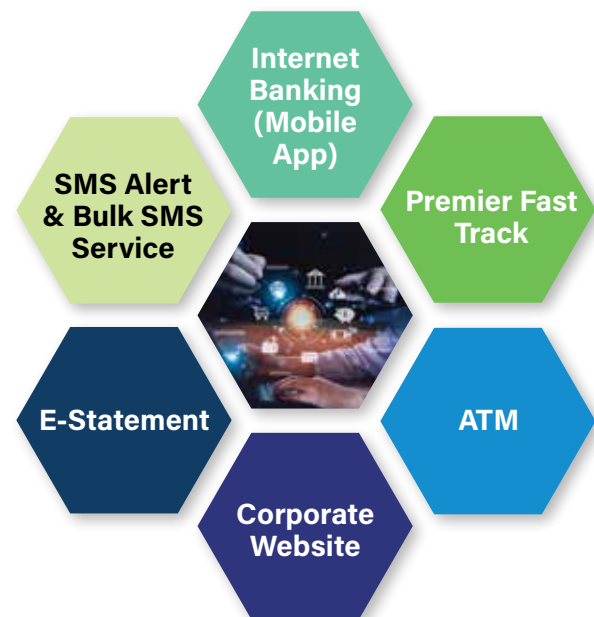 Internet
Banking
(Mobile
App)
Premier Fast
Track
ATM
Corporate
Website
E-Statement
SMS Alert
& Bulk SMS
Service